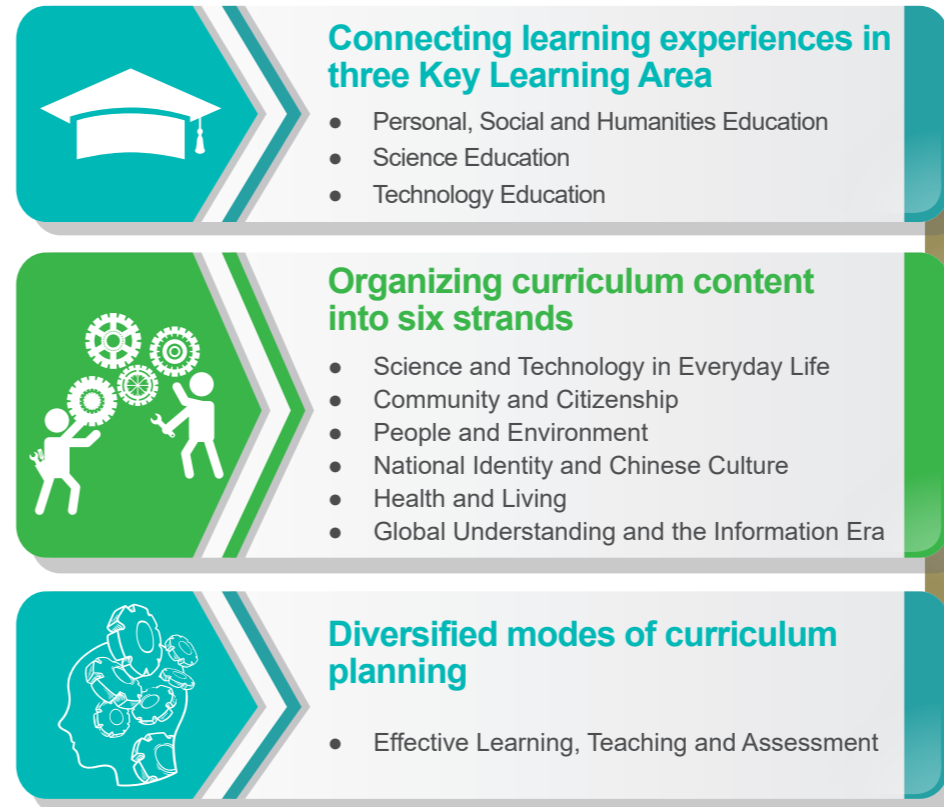 Connecting learning experiences in
three Key Learning Area
● Personal, Social and Humanities Education
● Science Education
● Technology Education
Organizing curriculum content
into six strands
● Science and Technology in Everyday Life
● Community and Citizenship
● People and Environment
● National Identity and Chinese Culture
● Health and Living
● Global Understanding and the Information Era
Diversified modes of curriculum
planning
● Effective Learning, Teaching and Assessment